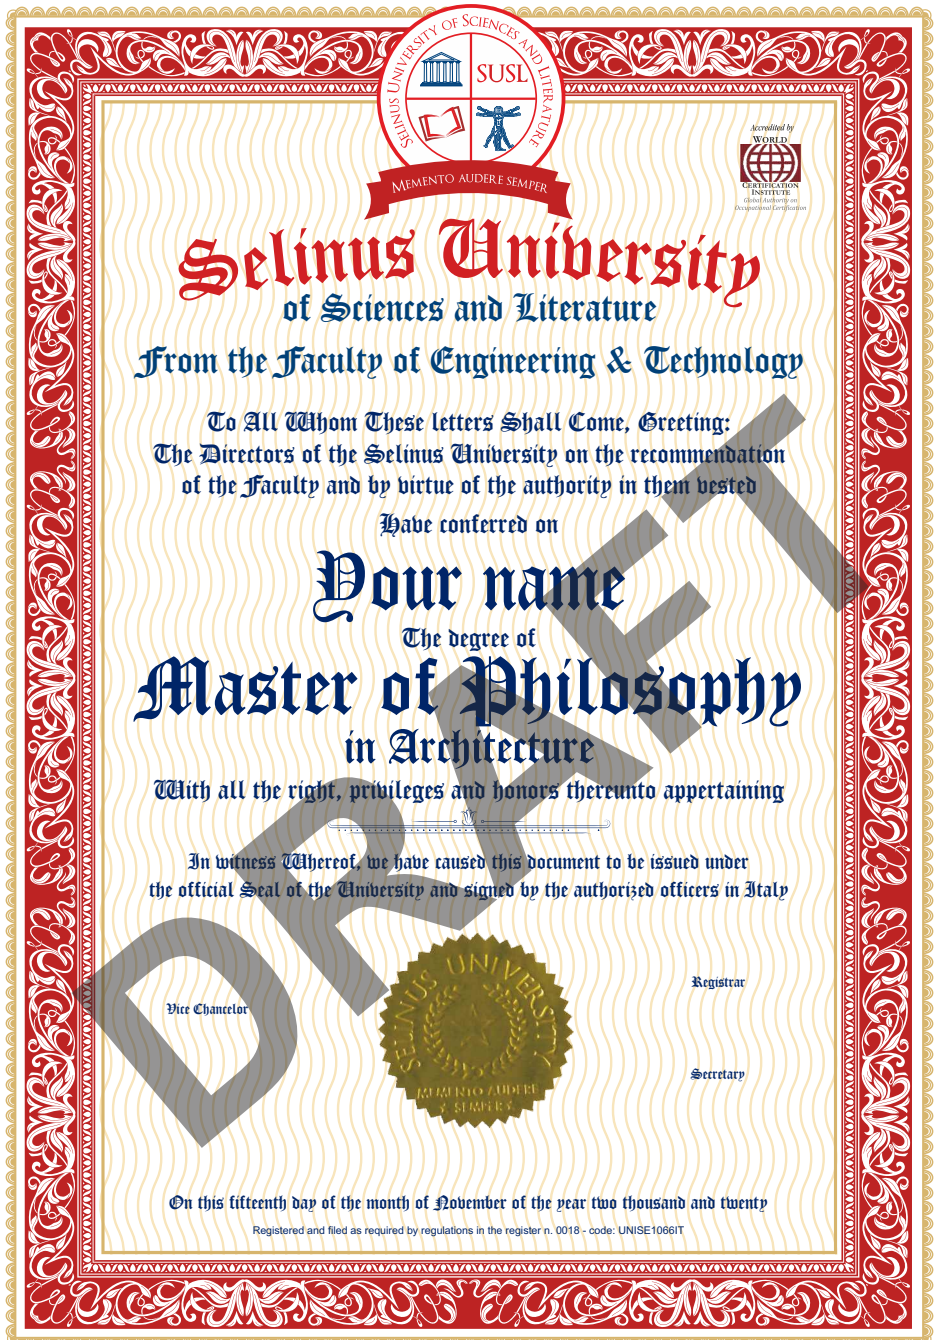 SELINUS UNIVERSITY OF SCIENCES AND LITERATURE
SUSL
MEMENTO AUDERE SEMPER
Accredited by
WORLD
CERTIFICATION
INSTITUTE
Global Authority on
Occupational Certification
Selinus University
of Sciences and Literature
From the Faculty of Engineering & Technology
To All Whom These letters Shall Come, Greeting:
The Directors of the Selinus University on the recommendation
of the Faculty and by virtue of the authority in them vested
Have conferred on
Your name
The degree of
Master of Philosophy
in Architecture
With all the right, privileges and honors thereunto appertaining
In witness Whereof, we have caused this document to be issued under
the official Seal of the University and signed by the authorized officers in Italy
DRAFT
SELINUS UNIVERSITY
MEMENTO AUDERE
SEMPER
Registrar
Vice Chancelor
Secretary
On this fifteenth day of the month of November of the year two thousand and twenty
Registered and filed as required by regulations in the register n. 0018 - code: UNISE1066IT